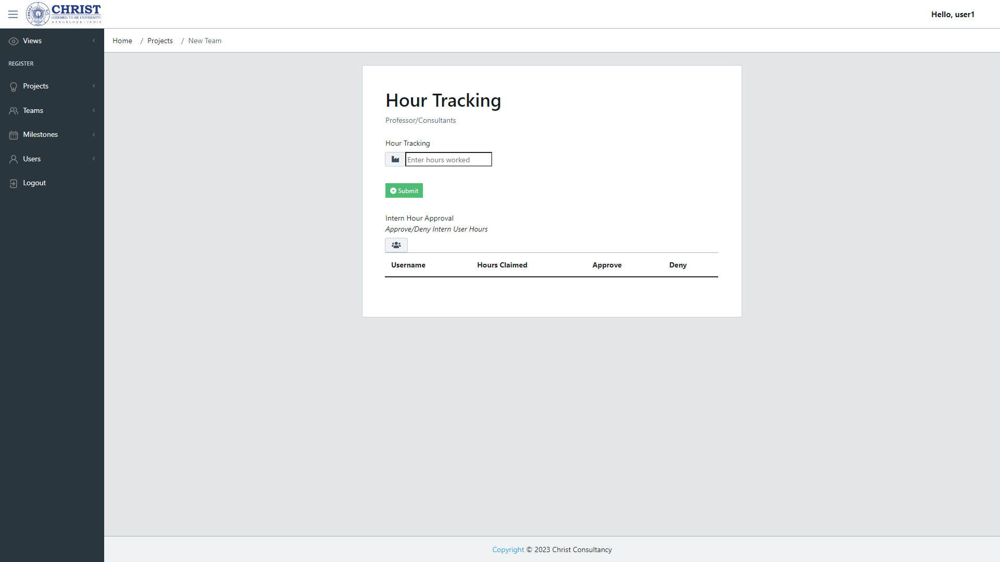 CHRIST
(DEEMED TO BE UNIVERSITY)
BANGALORE · INDIA
Hello, user1
Views
REGISTER
Projects
Teams
Milestones
Users
Logout
Home / Projects / New Team
Hour Tracking
Professor/Consultants
Hour Tracking
Enter hours worked
Submit
Intern Hour Approval
Approve/Deny Intern User Hours
Username Hours Claimed Approve Deny
Copyright © 2023 Christ Consultancy